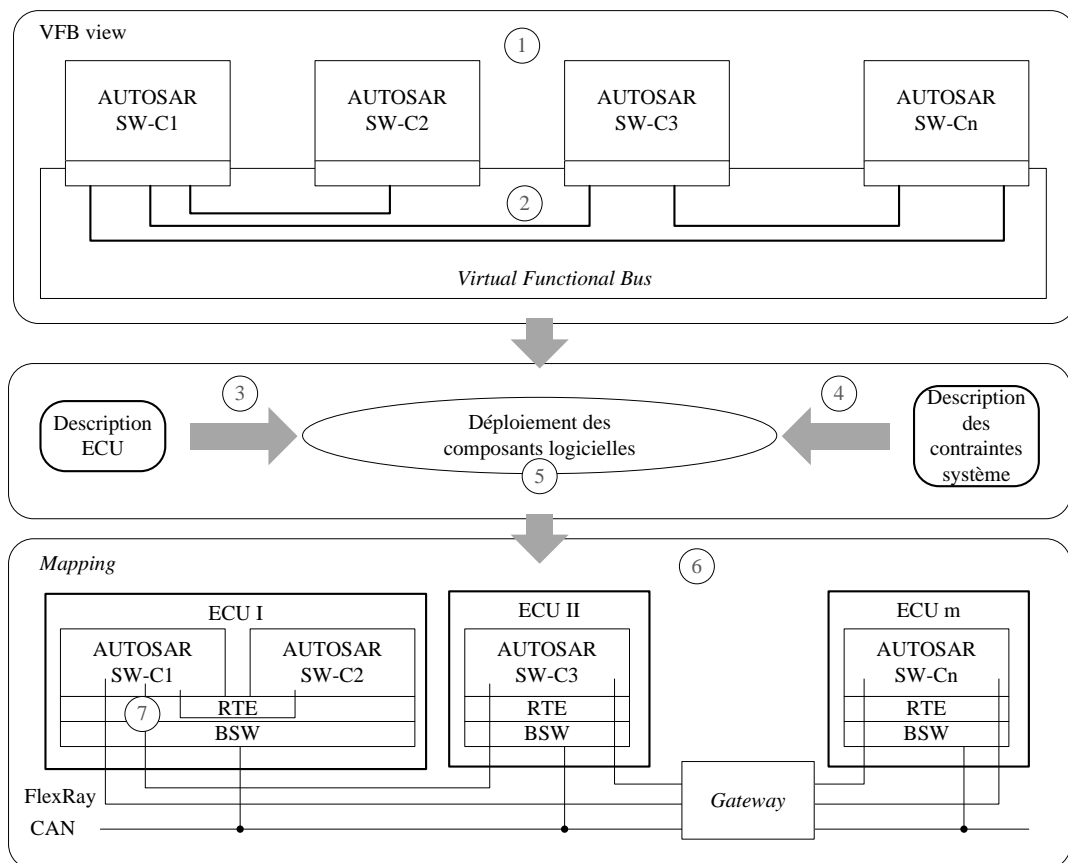 VFB view
1
AUTOSAR
SW-C1
AUTOSAR
SW-C2
AUTOSAR
SW-C3
AUTOSAR
SW-Cn
2
Virtual Functional Bus
3
4
Description
ECU
Déploiement des
composants logicielles
5
Description
des
contraintes
système
Mapping
6
ECU I
AUTOSAR
SW-C1
AUTOSAR
SW-C2
7
RTE
BSW
ECU II
AUTOSAR
SW-C3
RTE
BSW
ECU m
AUTOSAR
SW-Cn
RTE
BSW
FlexRay
CAN
Gateway